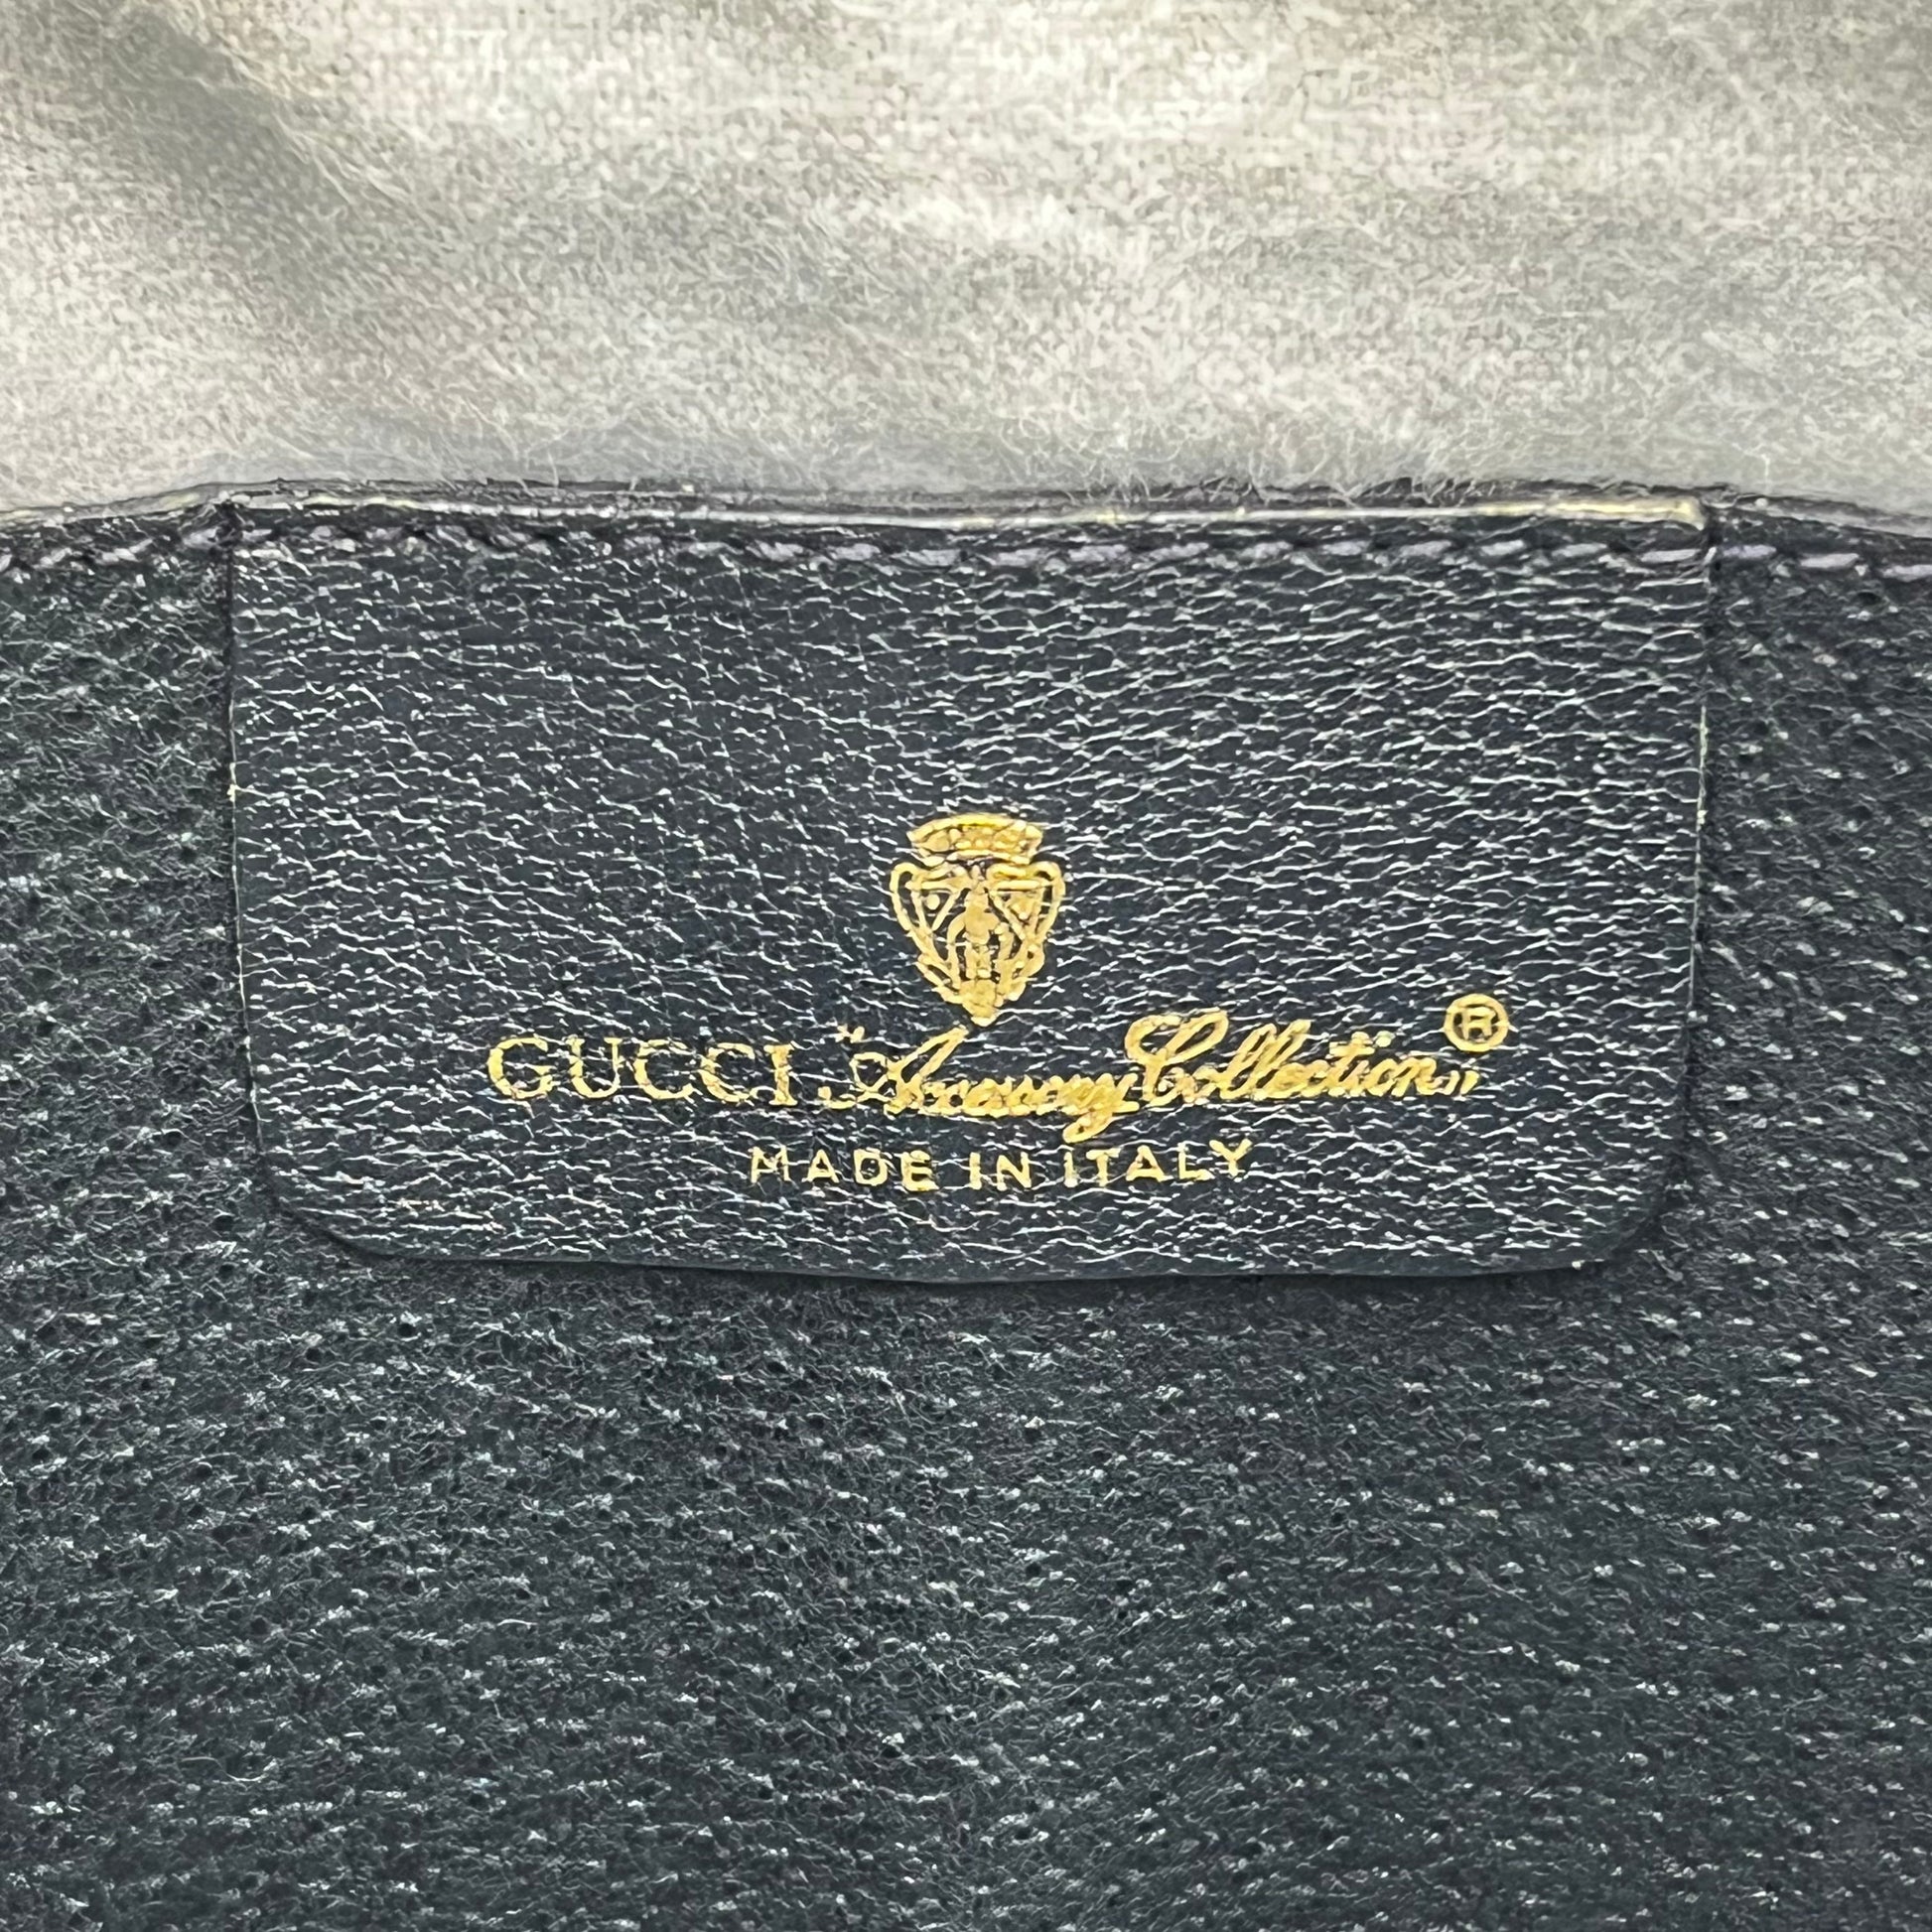 GUCCI "Accessory Collection" ®
MADE IN ITALY